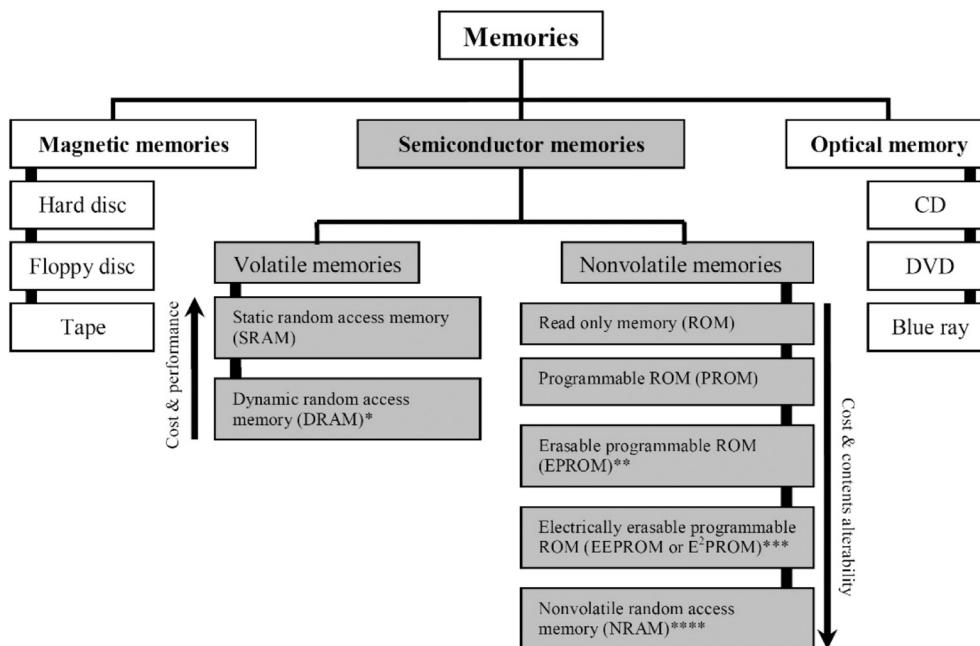 Memories
Magnetic memories
Semiconductor memories
Optical memory
Hard disc
Floppy disc
Tape
Volatile memories
Static random access memory
(SRAM)
Dynamic random access
memory (DRAM)*
Cost & performance
Nonvolatile memories
Read only memory (ROM)
Programmable ROM (PROM)
Erasable programmable ROM
(EPROM)**
Electrically erasable programmable
ROM (EEPROM or E²PROM)***
Nonvolatile random access
memory (NRAM)****
Cost & contents alterability
CD
DVD
Blue ray